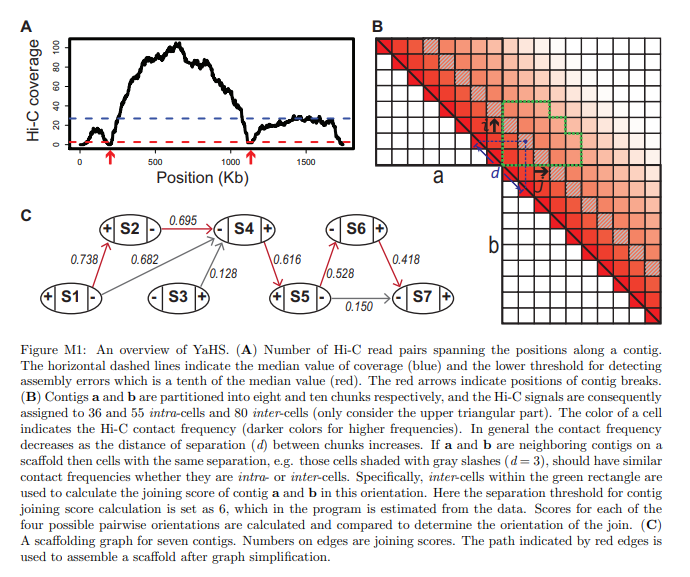 A
Hi-C coverage
0 20 40 60 80 100
0 500 1000 1500
Position (Kb)
B
a
b
i
j
d
C
+ S2 -
0.695
- S4 +
- S6 +
0.738
0.682
0.128
0.616
0.528
0.418
+ S1 -
- S3 +
+ S5 -
0.150
- S7 +
Figure M1: An overview of YaHS. (A) Number of Hi-C read pairs spanning the positions along a contig.
The horizontal dashed lines indicate the median value of coverage (blue) and the lower threshold for detecting
assembly errors which is a tenth of the median value (red). The red arrows indicate positions of contig breaks.
(B) Contigs a and b are partitioned into eight and ten chunks respectively, and the Hi-C signals are consequently
assigned to 36 and 55 intra-cells and 80 inter-cells (only consider the upper triangular part). The color of a cell
indicates the Hi-C contact frequency (darker colors for higher frequencies). In general the contact frequency
decreases as the distance of separation (d) between chunks increases. If a and b are neighboring contigs on a
scaffold then cells with the same separation, e.g. those cells shaded with gray slashes (d = 3), should have similar
contact frequencies whether they are intra- or inter-cells. Specifically, inter-cells within the green rectangle are
used to calculate the joining score of contig a and b in this orientation. Here the separation threshold for contig
joining score calculation is set as 6, which in the program is estimated from the data. Scores for each of the
four possible pairwise orientations are calculated and compared to determine the orientation of the join. (C)
A scaffolding graph for seven contigs. Numbers on edges are joining scores. The path indicated by red edges is
used to assemble a scaffold after graph simplification.